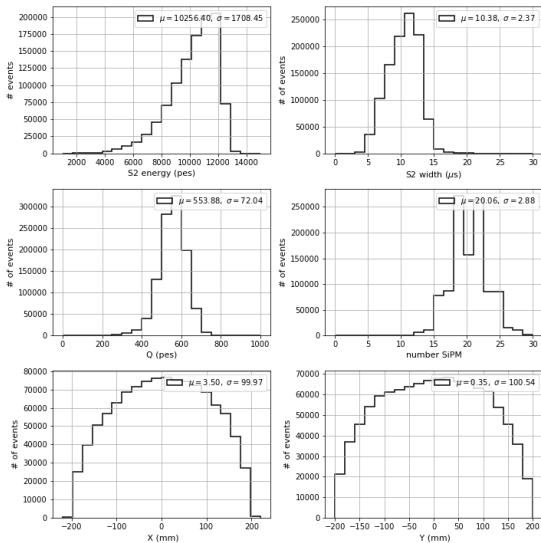 200000
175000
150000
125000
100000
75000
50000
25000
0
# events
μ = 10256.40, σ = 1708.45
2000 4000 6000 8000 10000 12000 14000
S2 energy (pes)
250000
200000
150000
100000
50000
0
# of events
μ = 10.38, σ = 2.37
0 5 10 15 20 25 30
S2 width (μs)
300000
250000
200000
150000
100000
50000
0
# of events
μ = 553.88, σ = 72.04
0 200 400 600 800 1000
Q (pes)
250000
200000
150000
100000
50000
0
# of events
μ = 20.06, σ = 2.88
0 5 10 15 20 25 30
number SiPM
80000
70000
60000
50000
40000
30000
20000
10000
0
# of events
μ = 3.50, σ = 99.97
−200 −100 0 100 200
X (mm)
70000
60000
50000
40000
30000
20000
10000
0
# of events
μ = 0.35, σ = 100.54
−200 −150 −100 −50 0 50 100 150 200
Y (mm)